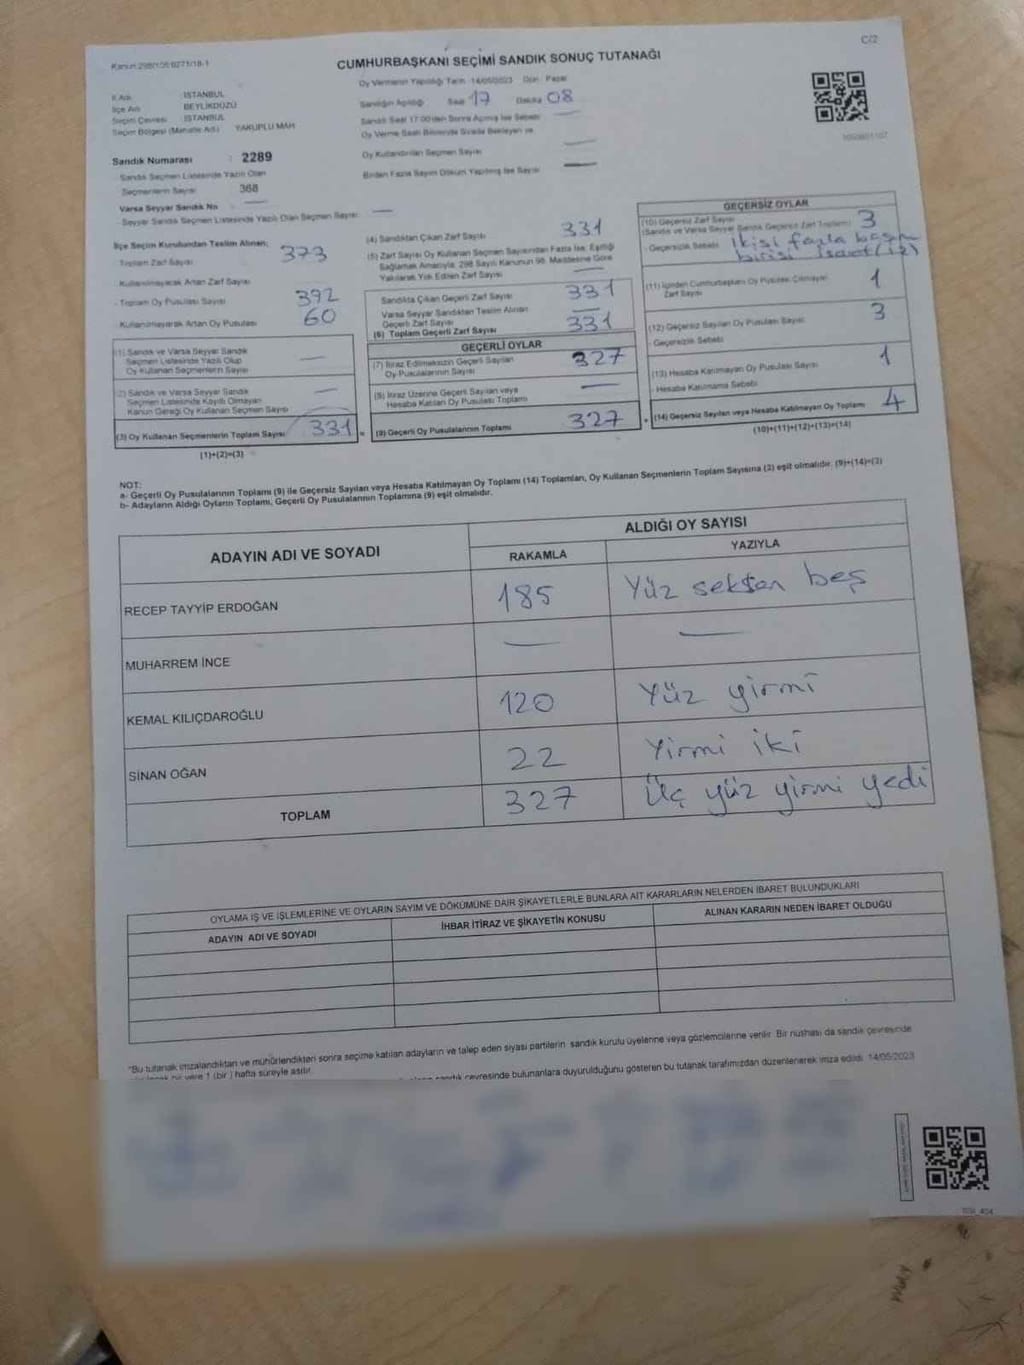 C/2
Kanun:298/106 6271/18-1
CUMHURBAŞKANI SEÇİMİ SANDIK SONUÇ TUTANAĞI
İl Adı : İSTANBUL
İlçe Adı : BEYLİKDÜZÜ
Seçim Çevresi : İSTANBUL
Seçim Bölgesi (Mahalle Adı) : YAKUPLU MAH
Oy Vermenin Yapıldığı Tarih : 14/05/2023 Gün : Pazar
Sandığın Açıldığı Saat 17 Dakika 08
Sandık Saat 17:00'den Sonra Açılmış İse Sebebi
Oy Verme Saati Bitiminde Sırada Bekleyen ve
Oy Kullandırılan Seçmen Sayısı
Birden Fazla Sayım Döküm Yapılmış İse Sayısı
Sandık Numarası : 2289
Sandık Seçmen Listesinde Yazılı Olan
Seçmenlerin Sayısı 368
Varsa Seyyar Sandık No —
Seyyar Sandık Seçmen Listesinde Yazılı Olan Seçmen Sayısı —
İlçe Seçim Kurulundan Teslim Alınan;
Toplam Zarf Sayısı 373
- Kullanılmayarak Artan Zarf Sayısı
- Toplam Oy Pusulası Sayısı 392
- Kullanılmayarak Artan Oy Pusulası 60
(1) Sandık ve Varsa Seyyar Sandık
Seçmen Listesinde Yazılı Olup
Oy Kullanan Seçmenlerin Sayısı —
(2) Sandık ve Varsa Seyyar Sandık
Seçmen Listesinde Kayıtlı Olmayan
Kanun Gereği Oy Kullanan Seçmen Sayısı —
(3) Oy Kullanan Seçmenlerin Toplam Sayısı 331
(1)+(2)=(3)
(4) Sandıktan Çıkan Zarf Sayısı 331
(5) Zarf Sayısı Oy Kullanan Seçmen Sayısından Fazla İse, Eşitliği
Sağlamak Amacıyla, 298 Sayılı Kanunun 98. Maddesine Göre
Yakılarak Yok Edilen Zarf Sayısı —
Sandıkta Çıkan Geçerli Zarf Sayısı 331
Varsa Seyyar Sandıktan Teslim Alınan
Geçerli Zarf Sayısı —
(6) Toplam Geçerli Zarf Sayısı 331
GEÇERLİ OYLAR
(7) İtiraz Edilmeksizin Geçerli Sayılan
Oy Pusulalarının Sayısı 327
(8) İtiraz Üzerine Geçerli Sayılan veya
Hesaba Katılan Oy Pusulası Toplamı —
(9) Geçerli Oy Pusulalarının Toplamı 327
GEÇERSİZ OYLAR
(10) Geçersiz Zarf Sayısı 3
(Sandık ve Varsa Seyyar Sandık Geçersiz Zarf Toplamı)
- Geçersizlik Sebebi ikisi fazla
birisi
(11) İçinden Cumhurbaşkanı Oy Pusulası Çıkmayan
Zarf Sayısı 1
(12) Geçersiz Sayılan Oy Pusulası Sayısı 3
- Geçersizlik Sebebi
(13) Hesaba Katılmayan Oy Pusulası Sayısı 1
- Hesaba Katılmama Sebebi
(14) Geçersiz Sayılan veya Hesaba Katılmayan Oy Toplamı 4
(10)+(11)+(12)+(13)=(14)
NOT:
a- Geçerli Oy Pusulalarının Toplamı (9) ile Geçersiz Sayılan veya Hesaba Katılmayan Oy Toplamı (14) Toplamları, Oy Kullanan Seçmenlerin Toplam Sayısına (3) eşit olmalıdır. (9)+(14)=(3)
b- Adayların Aldığı Oyların Toplamı, Geçerli Oy Pusulalarının Toplamına (9) eşit olmalıdır.
ADAYIN ADI VE SOYADI
ALDIĞI OY SAYISI
RAKAMLA YAZIYLA
RECEP TAYYİP ERDOĞAN 185 Yüz seksen beş
MUHARREM İNCE — —
KEMAL KILIÇDAROĞLU 120 Yüz yirmi
SİNAN OĞAN 22 Yirmi iki
TOPLAM 327 Üç yüz yirmi yedi
OYLAMA İŞ VE İŞLEMLERİNE VE OYLARIN SAYIM VE DÖKÜMÜNE DAİR ŞİKAYETLERLE BUNLARA AİT KARARLARIN NELERDEN İBARET BULUNDUKLARI
ADAYIN ADI VE SOYADI İHBAR İTİRAZ VE ŞİKAYETİN KONUSU ALINAN KARARIN NEDEN İBARET OLDUĞU
*Bu tutanak imzalandıktan ve mühürlendikten sonra seçime katılan adayların ve talep eden siyasi partilerin sandık kurulu üyelerine veya gözlemcilerine verilir. Bir nüshası da sandık çevresinde
bir yere 1 (bir) hafta süreyle asılır.
sandık çevresinde bulunanlara duyurulduğunu gösteren bu tutanak tarafımızdan düzenlenerek imza edildi. 14/05/2023